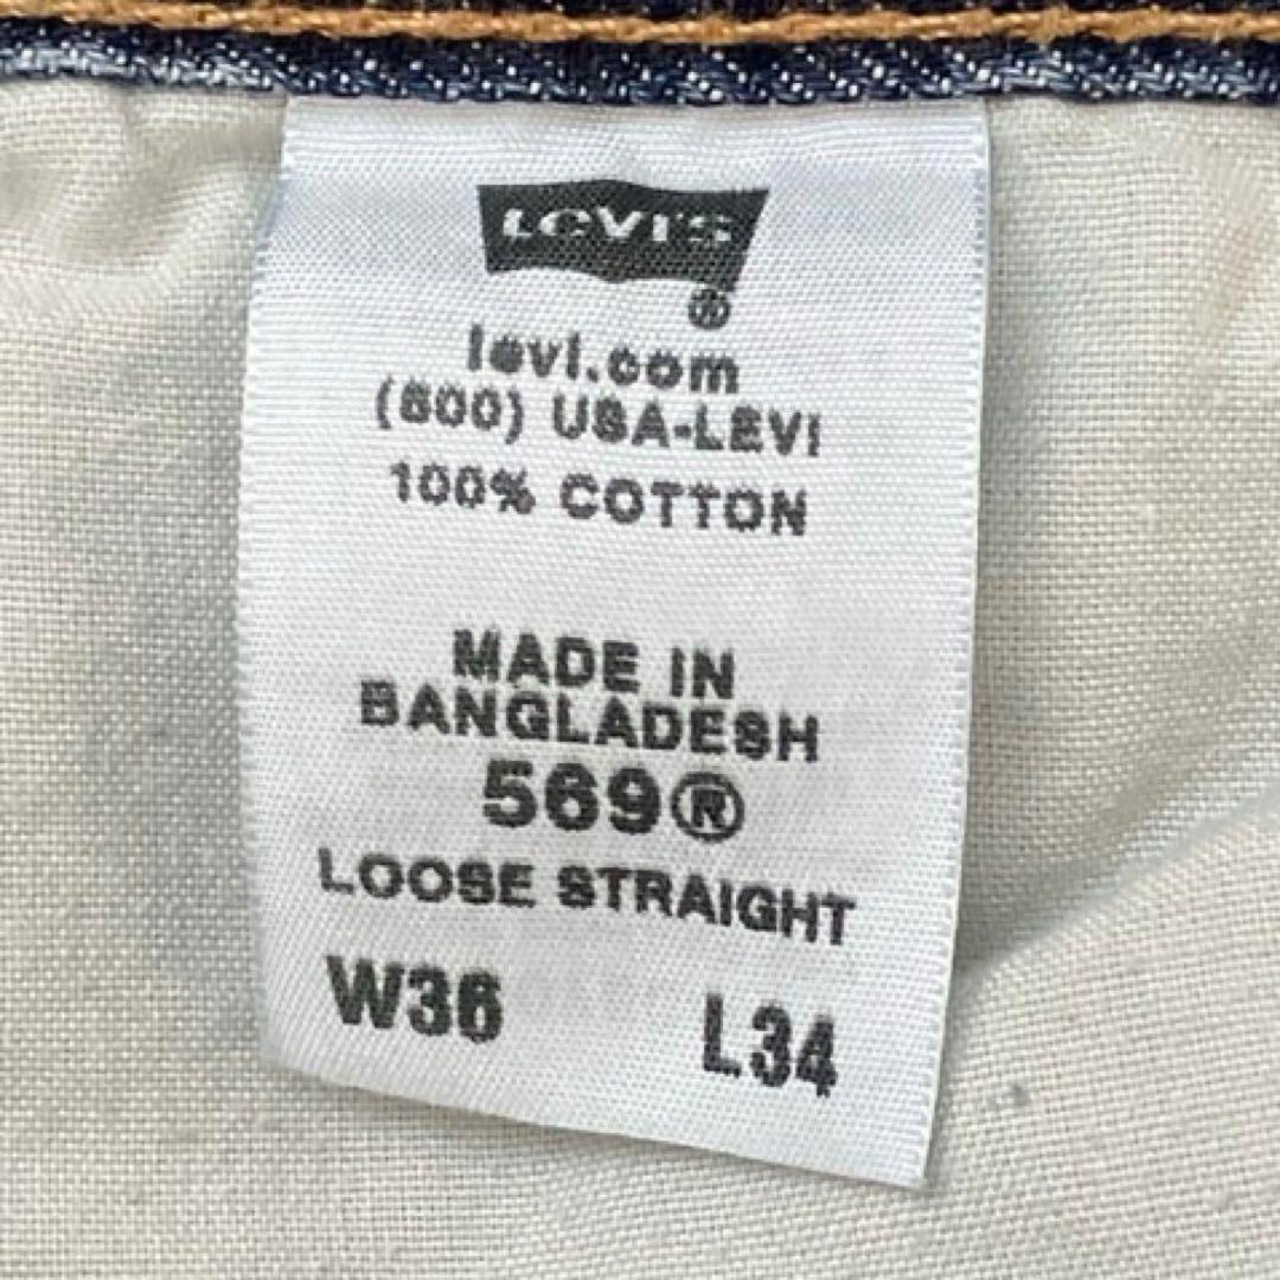 LEVI'S
®
levi.com
(800) USA-LEVI
100% COTTON
MADE IN
BANGLADESH
569®
LOOSE STRAIGHT
W36 L34